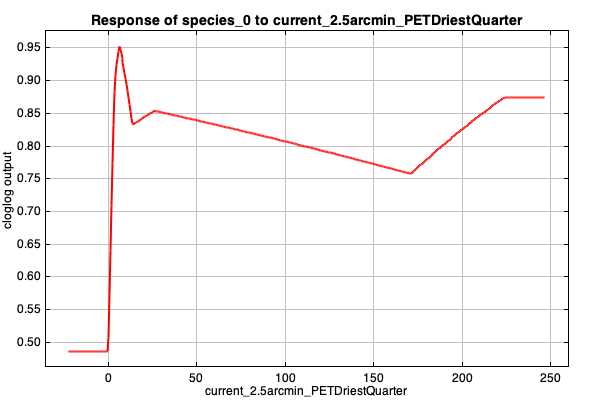 Response of species_0 to current_2.5arcmin_PETDriestQuarter
cloglog output
0.95
0.90
0.85
0.80
0.75
0.70
0.65
0.60
0.55
0.50
0 50 100 150 200 250
current_2.5arcmin_PETDriestQuarter